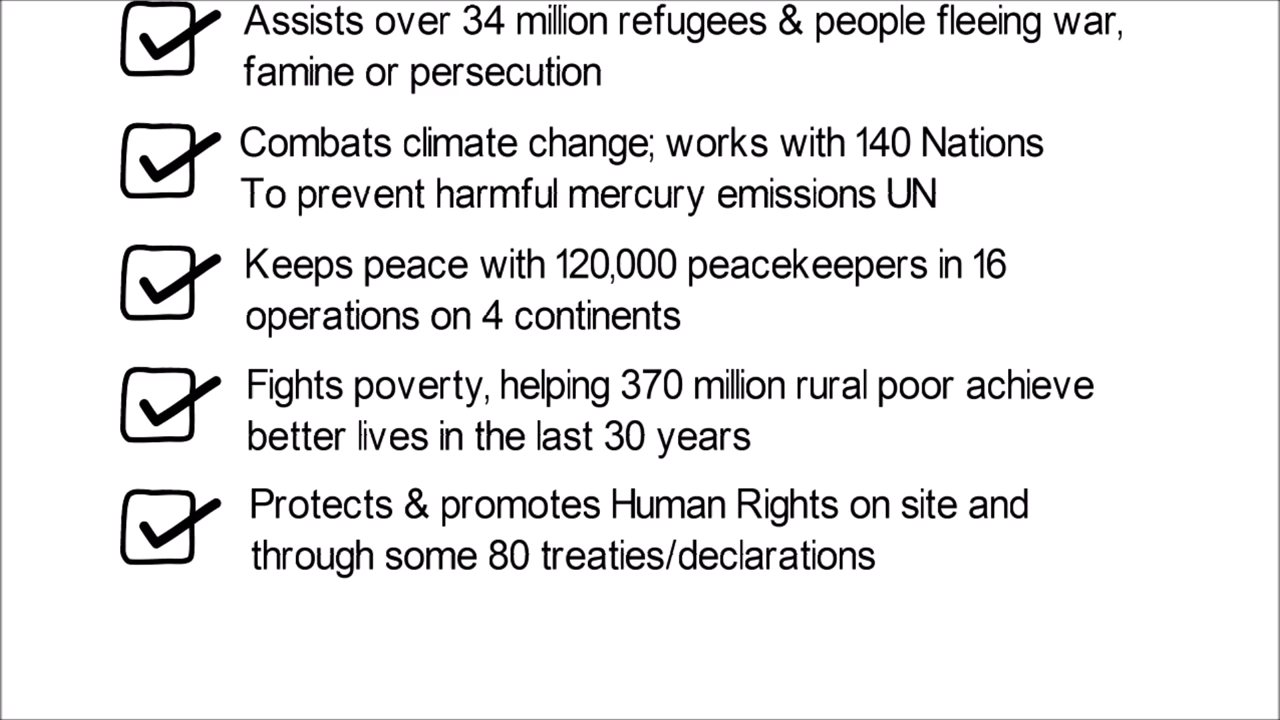 Assists over 34 million refugees & people fleeing war,
famine or persecution
Combats climate change; works with 140 Nations
To prevent harmful mercury emissions UN
Keeps peace with 120,000 peacekeepers in 16
operations on 4 continents
Fights poverty, helping 370 million rural poor achieve
better lives in the last 30 years
Protects & promotes Human Rights on site and
through some 80 treaties/declarations